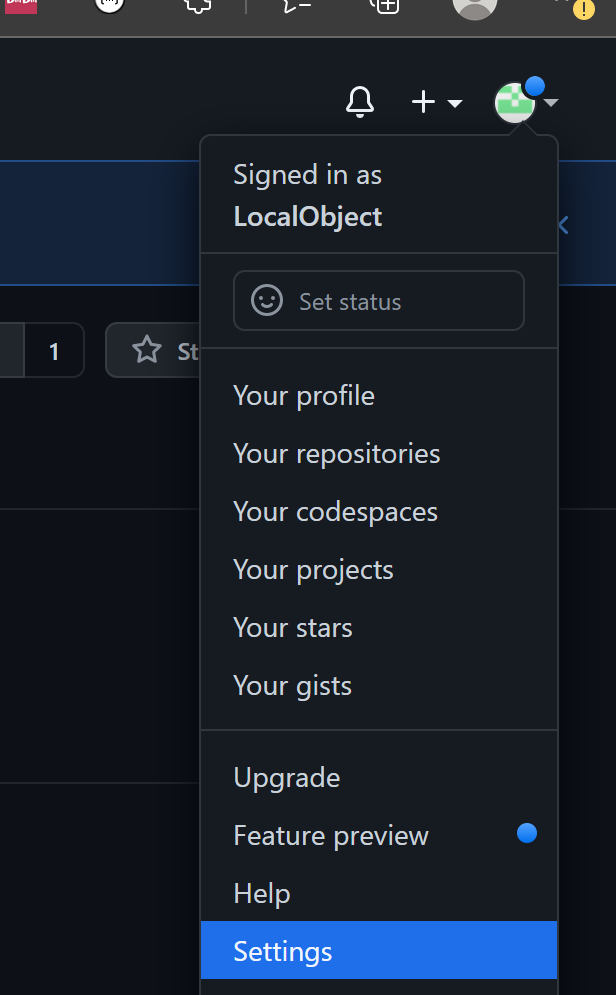 Signed in as
LocalObject
Set status
1
St
Your profile
Your repositories
Your codespaces
Your projects
Your stars
Your gists
Upgrade
Feature preview
Help
Settings